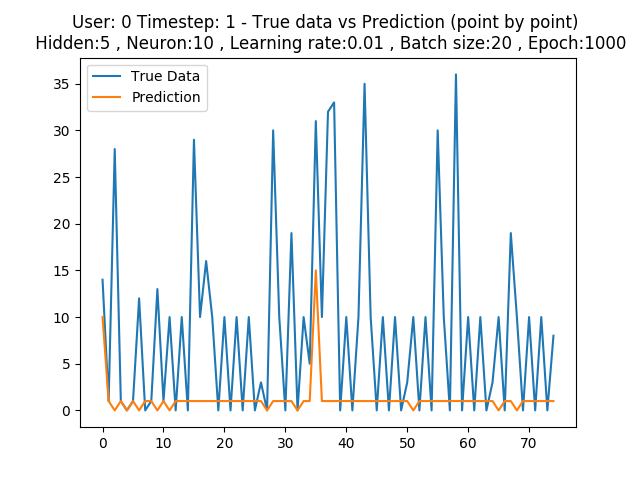 User: 0 Timestep: 1 - True data vs Prediction (point by point)
Hidden:5 , Neuron:10 , Learning rate:0.01 , Batch size:20 , Epoch:1000
True Data
Prediction
35
30
25
20
15
10
5
0
0 10 20 30 40 50 60 70